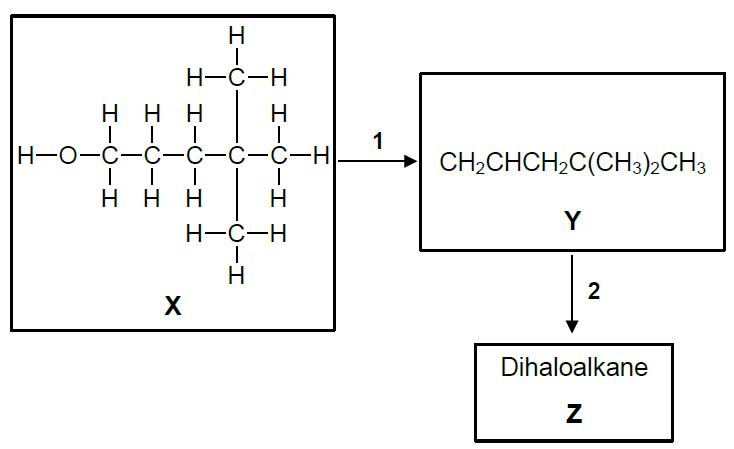 H
H—C—H
H H H H
H—O—C—C—C—C—C—H
H H H H
H—C—H
H
X
1
CH₂CHCH₂C(CH₃)₂CH₃
Y
2
Dihaloalkane
Z